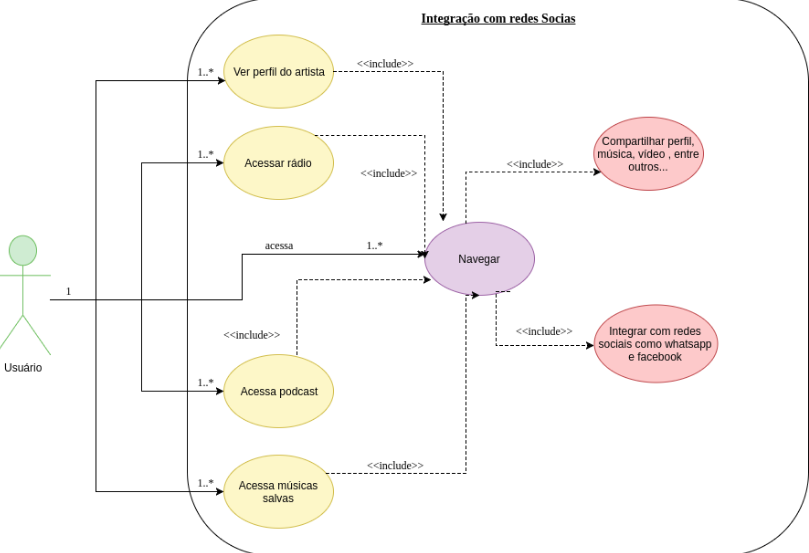 Integração com redes Socias
1..*
Ver perfil do artista
<<include>>
1..*
Acessar rádio
<<include>>
<<include>>
Compartilhar perfil,
música, vídeo , entre
outros...
acessa
1..*
Navegar
1
Usuário
<<include>>
<<include>>
Integrar com redes
sociais como whatsapp
e facebook
1..*
Acessa podcast
<<include>>
1..*
Acessa músicas
salvas